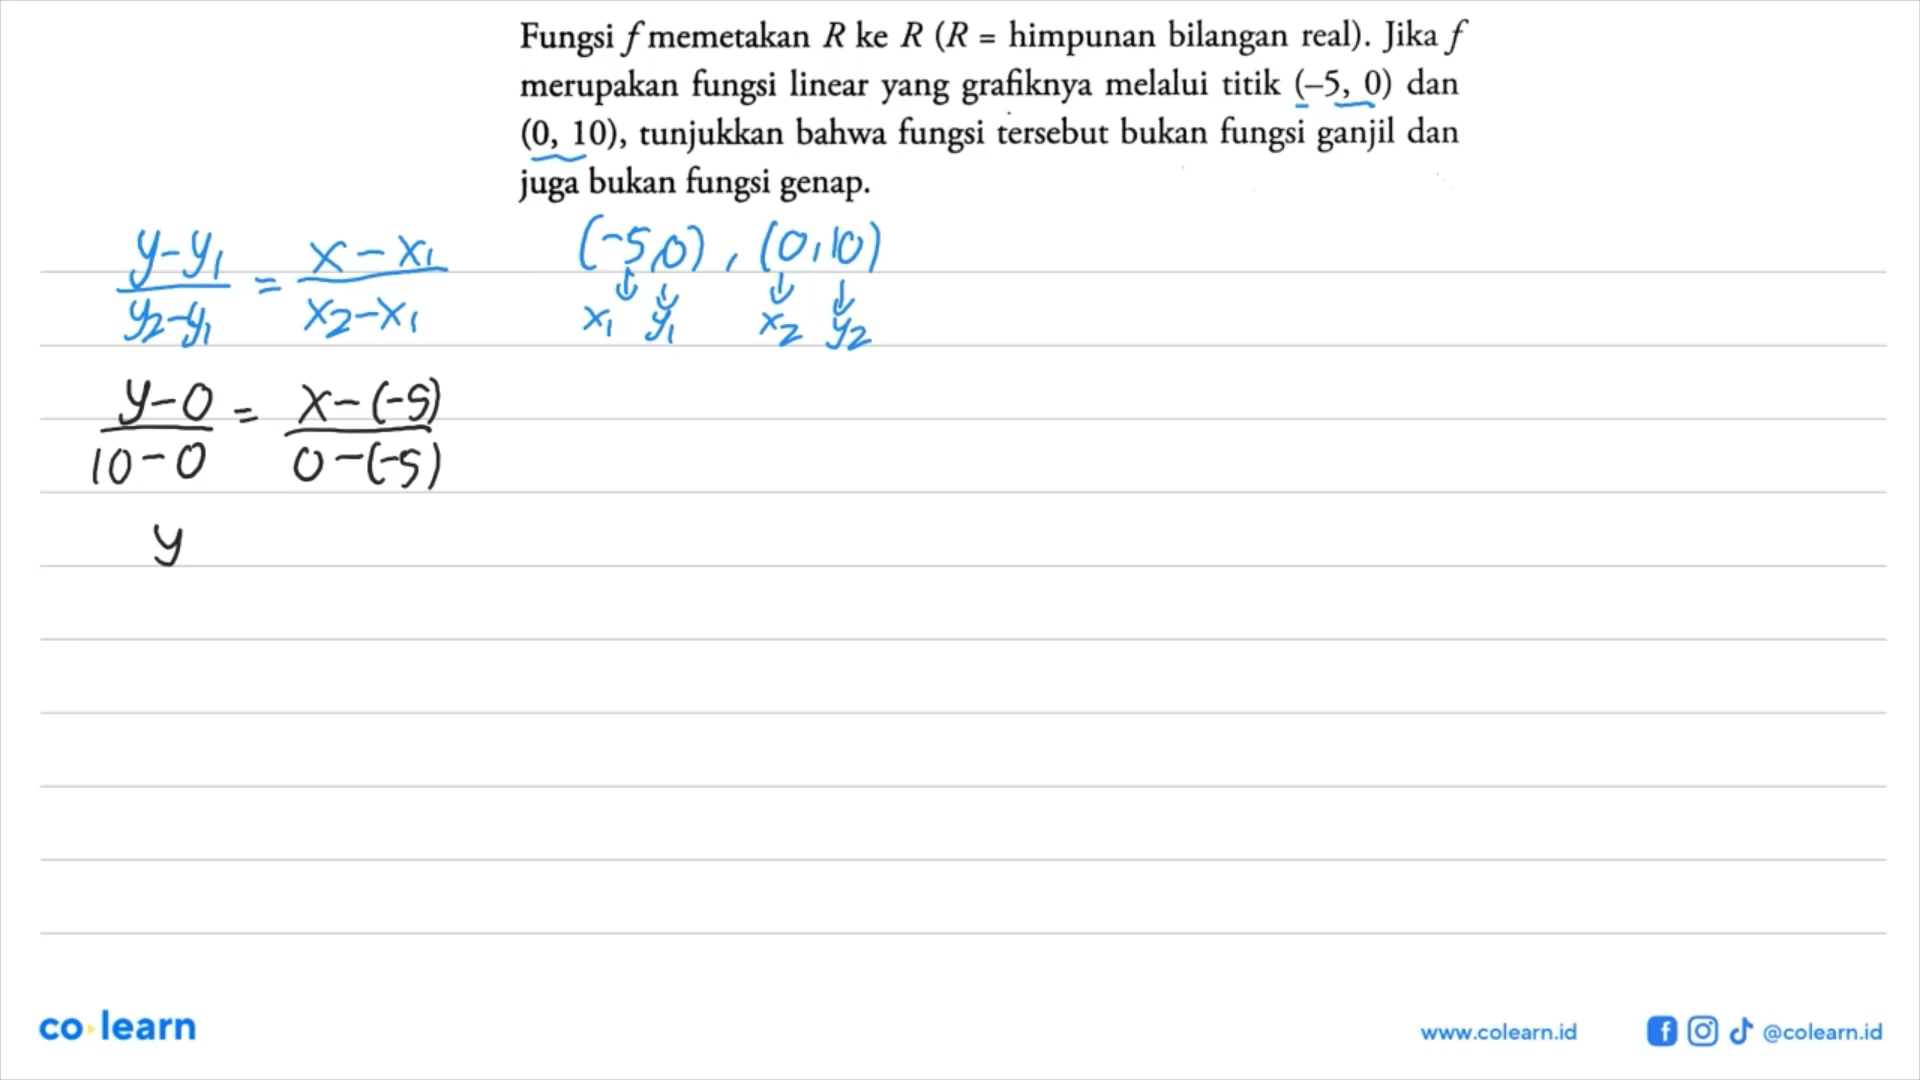 Fungsi f memetakan R ke R (R = himpunan bilangan real). Jika f
merupakan fungsi linear yang grafiknya melalui titik (–5, 0) dan
(0, 10), tunjukkan bahwa fungsi tersebut bukan fungsi ganjil dan
juga bukan fungsi genap.
y-y₁ / y₂-y₁ = x-x₁ / x₂-x₁
(-5,0), (0,10)
↓ ↓ ↓ ↓
x₁ y₁ x₂ y₂
y-0 / 10-0 = x-(-5) / 0-(-5)
y
co learn
www.colearn.id
@colearn.id